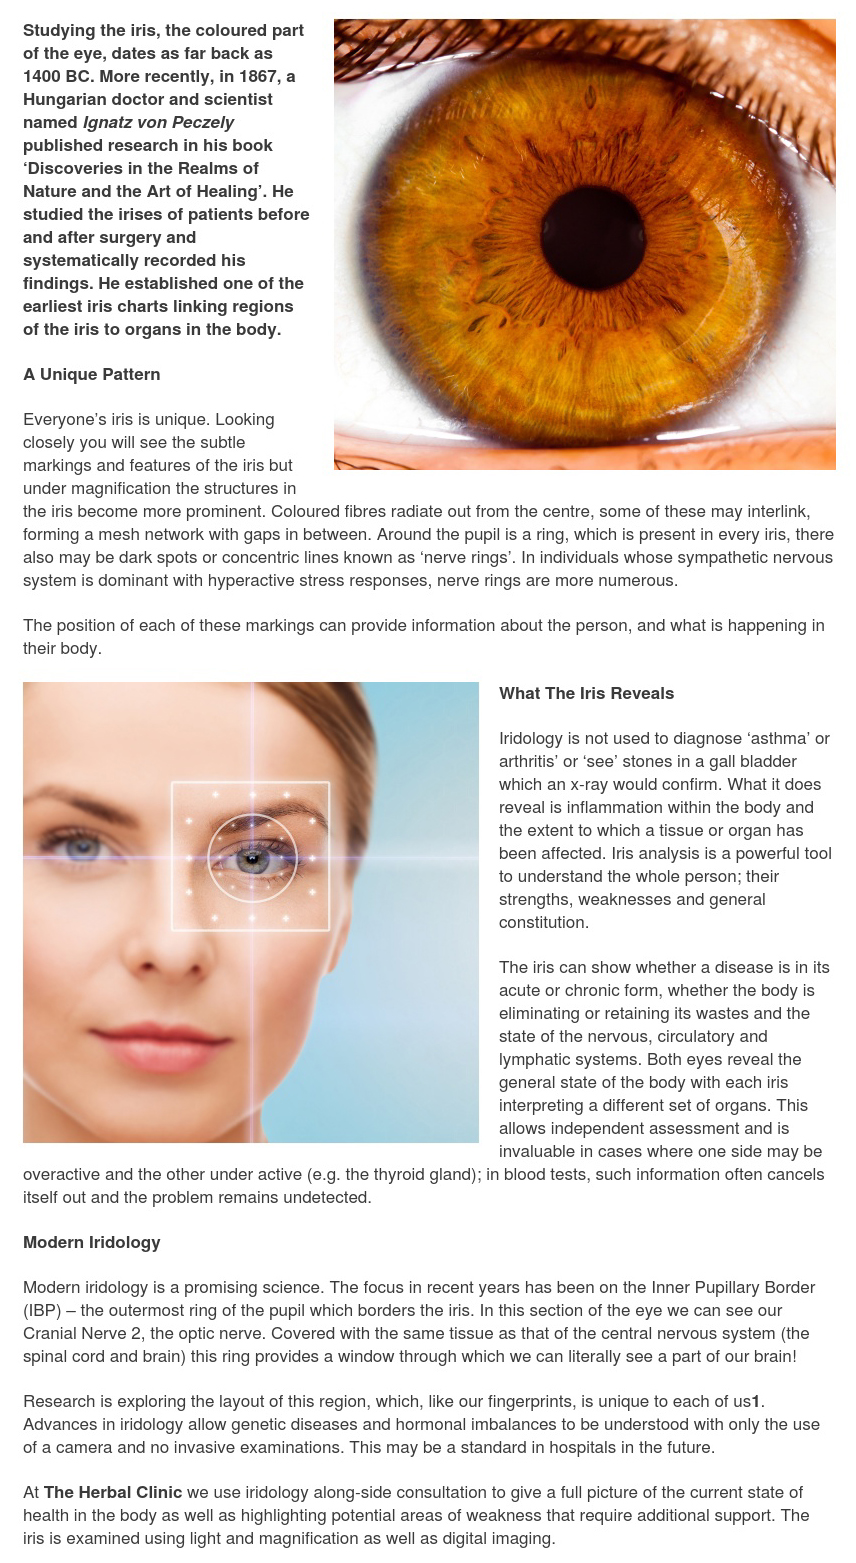 Studying the iris, the coloured part
of the eye, dates as far back as
1400 BC. More recently, in 1867, a
Hungarian doctor and scientist
named Ignatz von Peczely
published research in his book
‘Discoveries in the Realms of
Nature and the Art of Healing’. He
studied the irises of patients before
and after surgery and
systematically recorded his
findings. He established one of the
earliest iris charts linking regions
of the iris to organs in the body.
A Unique Pattern
Everyone’s iris is unique. Looking
closely you will see the subtle
markings and features of the iris but
under magnification the structures in
the iris become more prominent. Coloured fibres radiate out from the centre, some of these may interlink,
forming a mesh network with gaps in between. Around the pupil is a ring, which is present in every iris, there
also may be dark spots or concentric lines known as ‘nerve rings’. In individuals whose sympathetic nervous
system is dominant with hyperactive stress responses, nerve rings are more numerous.
The position of each of these markings can provide information about the person, and what is happening in
their body.
What The Iris Reveals
Iridology is not used to diagnose ‘asthma’ or
arthritis’ or ‘see’ stones in a gall bladder
which an x-ray would confirm. What it does
reveal is inflammation within the body and
the extent to which a tissue or organ has
been affected. Iris analysis is a powerful tool
to understand the whole person; their
strengths, weaknesses and general
constitution.
The iris can show whether a disease is in its
acute or chronic form, whether the body is
eliminating or retaining its wastes and the
state of the nervous, circulatory and
lymphatic systems. Both eyes reveal the
general state of the body with each iris
interpreting a different set of organs. This
allows independent assessment and is
invaluable in cases where one side may be
overactive and the other under active (e.g. the thyroid gland); in blood tests, such information often cancels
itself out and the problem remains undetected.
Modern Iridology
Modern iridology is a promising science. The focus in recent years has been on the Inner Pupillary Border
(IBP) – the outermost ring of the pupil which borders the iris. In this section of the eye we can see our
Cranial Nerve 2, the optic nerve. Covered with the same tissue as that of the central nervous system (the
spinal cord and brain) this ring provides a window through which we can literally see a part of our brain!
Research is exploring the layout of this region, which, like our fingerprints, is unique to each of us1.
Advances in iridology allow genetic diseases and hormonal imbalances to be understood with only the use
of a camera and no invasive examinations. This may be a standard in hospitals in the future.
At The Herbal Clinic we use iridology along-side consultation to give a full picture of the current state of
health in the body as well as highlighting potential areas of weakness that require additional support. The
iris is examined using light and magnification as well as digital imaging.